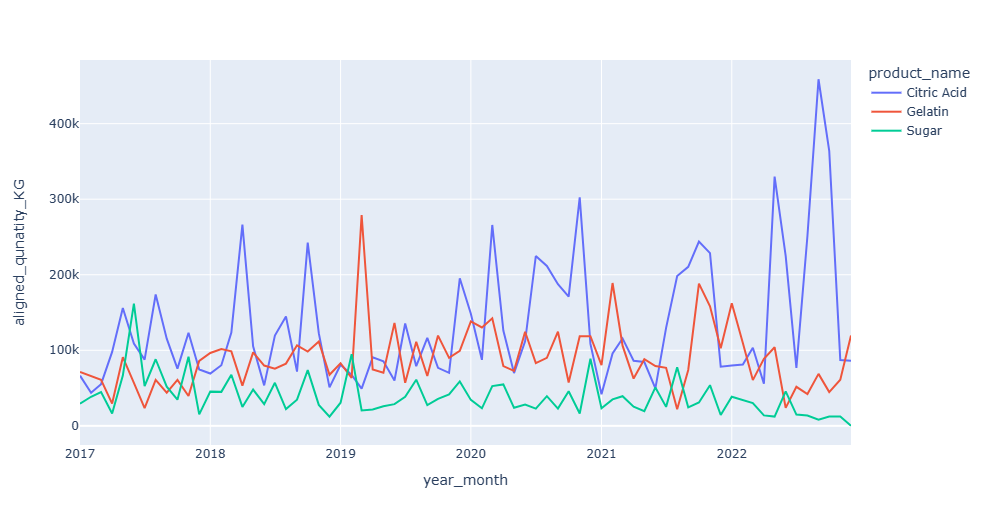 product_name
Citric Acid
Gelatin
Sugar
400k
300k
200k
100k
0
aligned_qunatity_KG
2017
2018
2019
2020
2021
2022
year_month